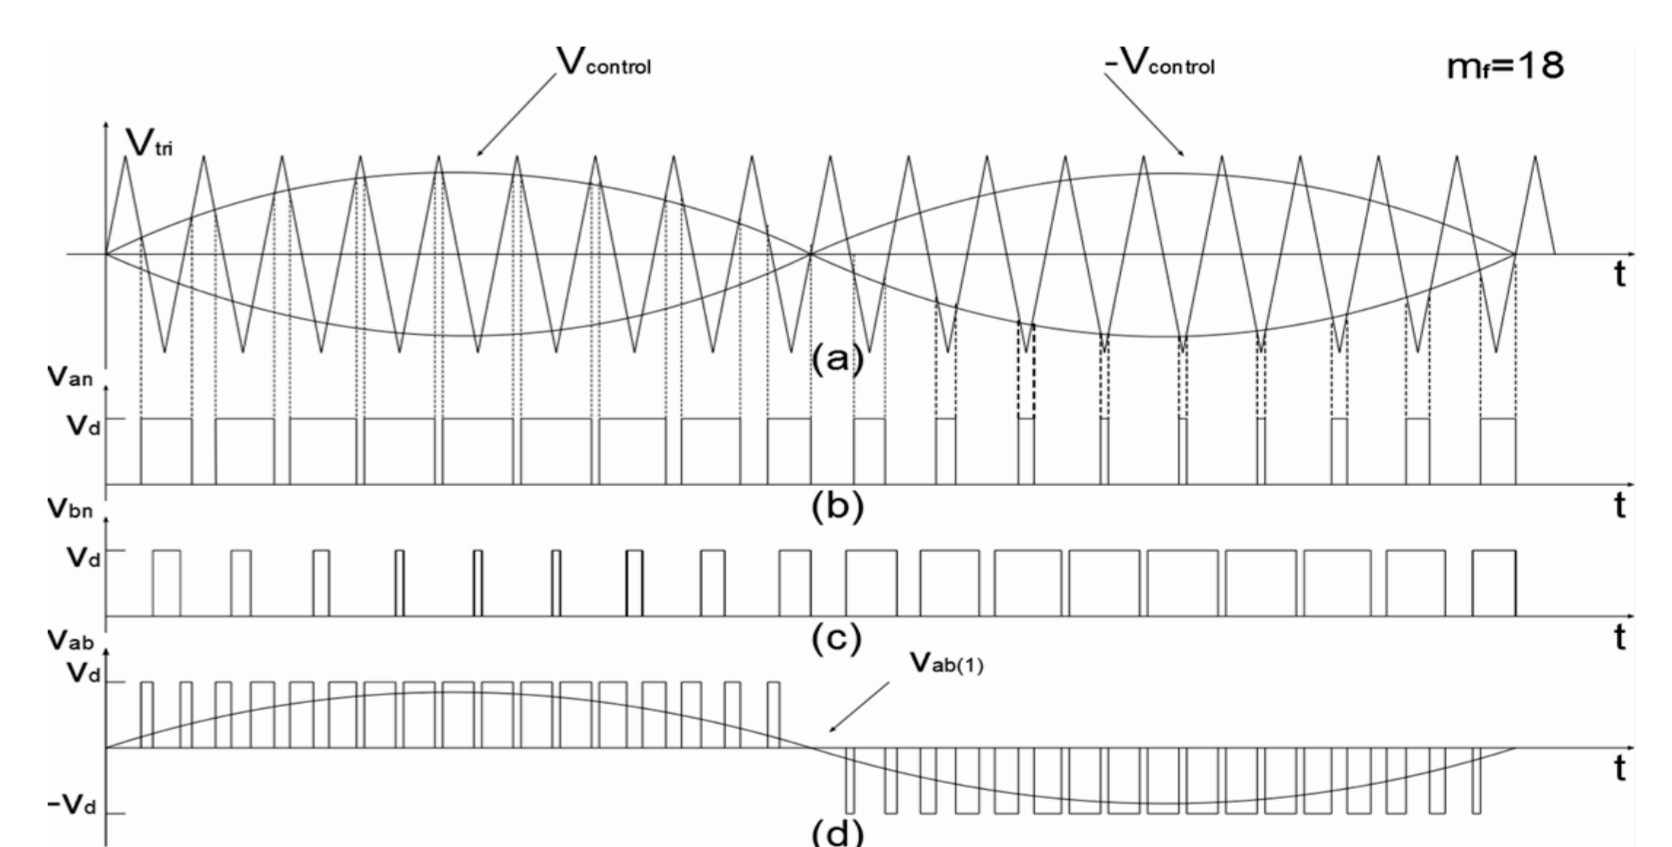 Vcontrol
-Vcontrol
mf=18
Vtri
t
(a)
Van
Vd
(b)
t
Vbn
Vd
(c)
t
Vab
Vd
Vab(1)
t
-Vd
(d)